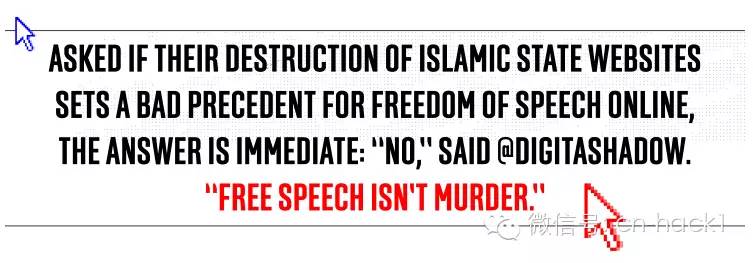 ASKED IF THEIR DESTRUCTION OF ISLAMIC STATE WEBSITES
SETS A BAD PRECEDENT FOR FREEDOM OF SPEECH ONLINE,
THE ANSWER IS IMMEDIATE: "NO," SAID @DIGITASHADOW.
"FREE SPEECH ISN'T MURDER."
微信号: cn-hack1